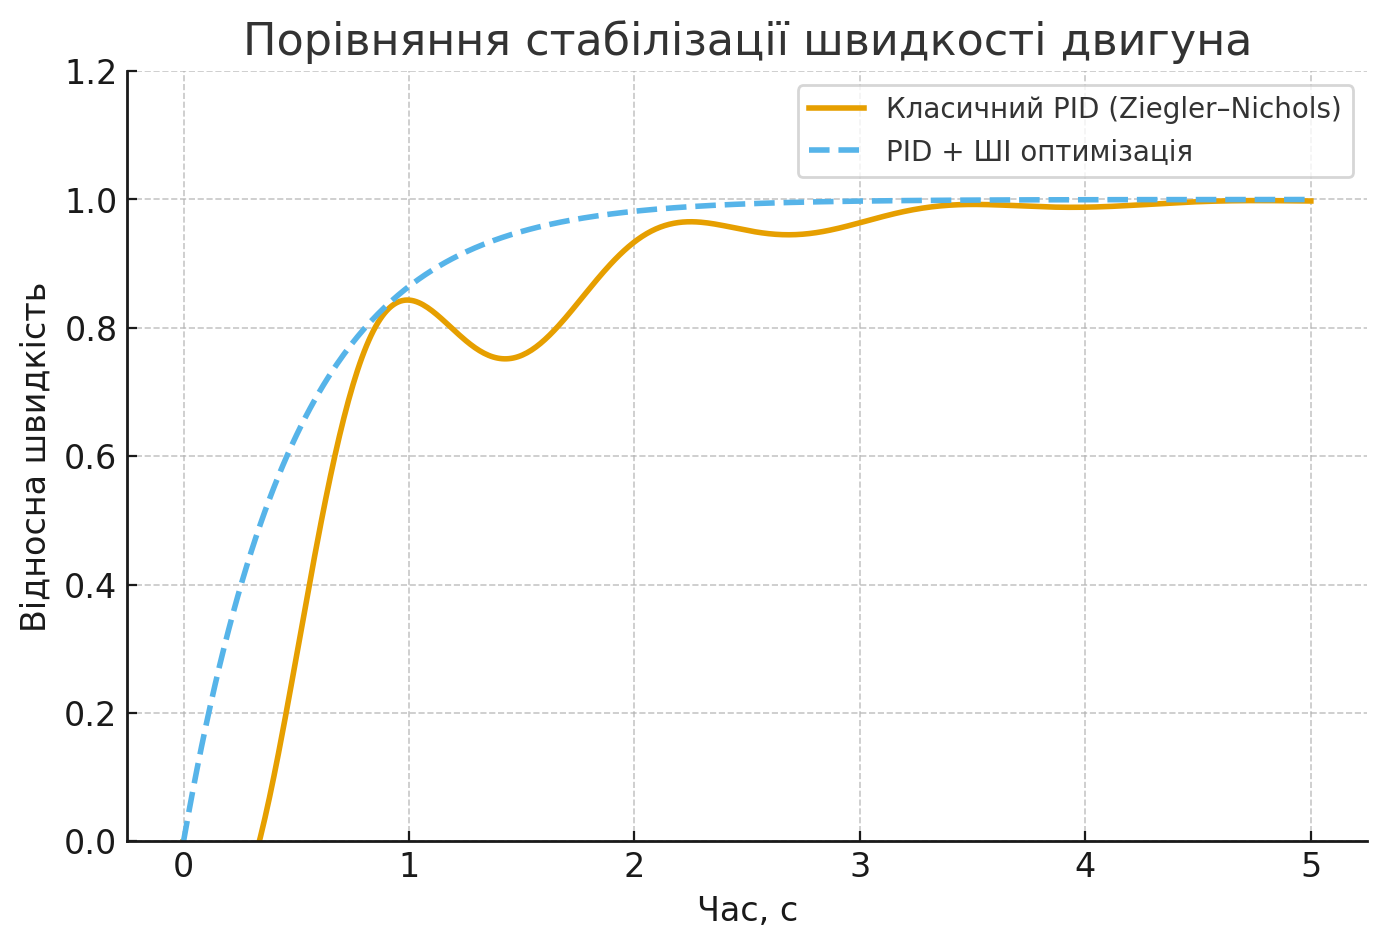 Порівняння стабілізації швидкості двигуна
Класичний PID (Ziegler–Nichols)
PID + ШІ оптимізація
Відносна швидкість
1.2
1.0
0.8
0.6
0.4
0.2
0.0
0 1 2 3 4 5
Час, с